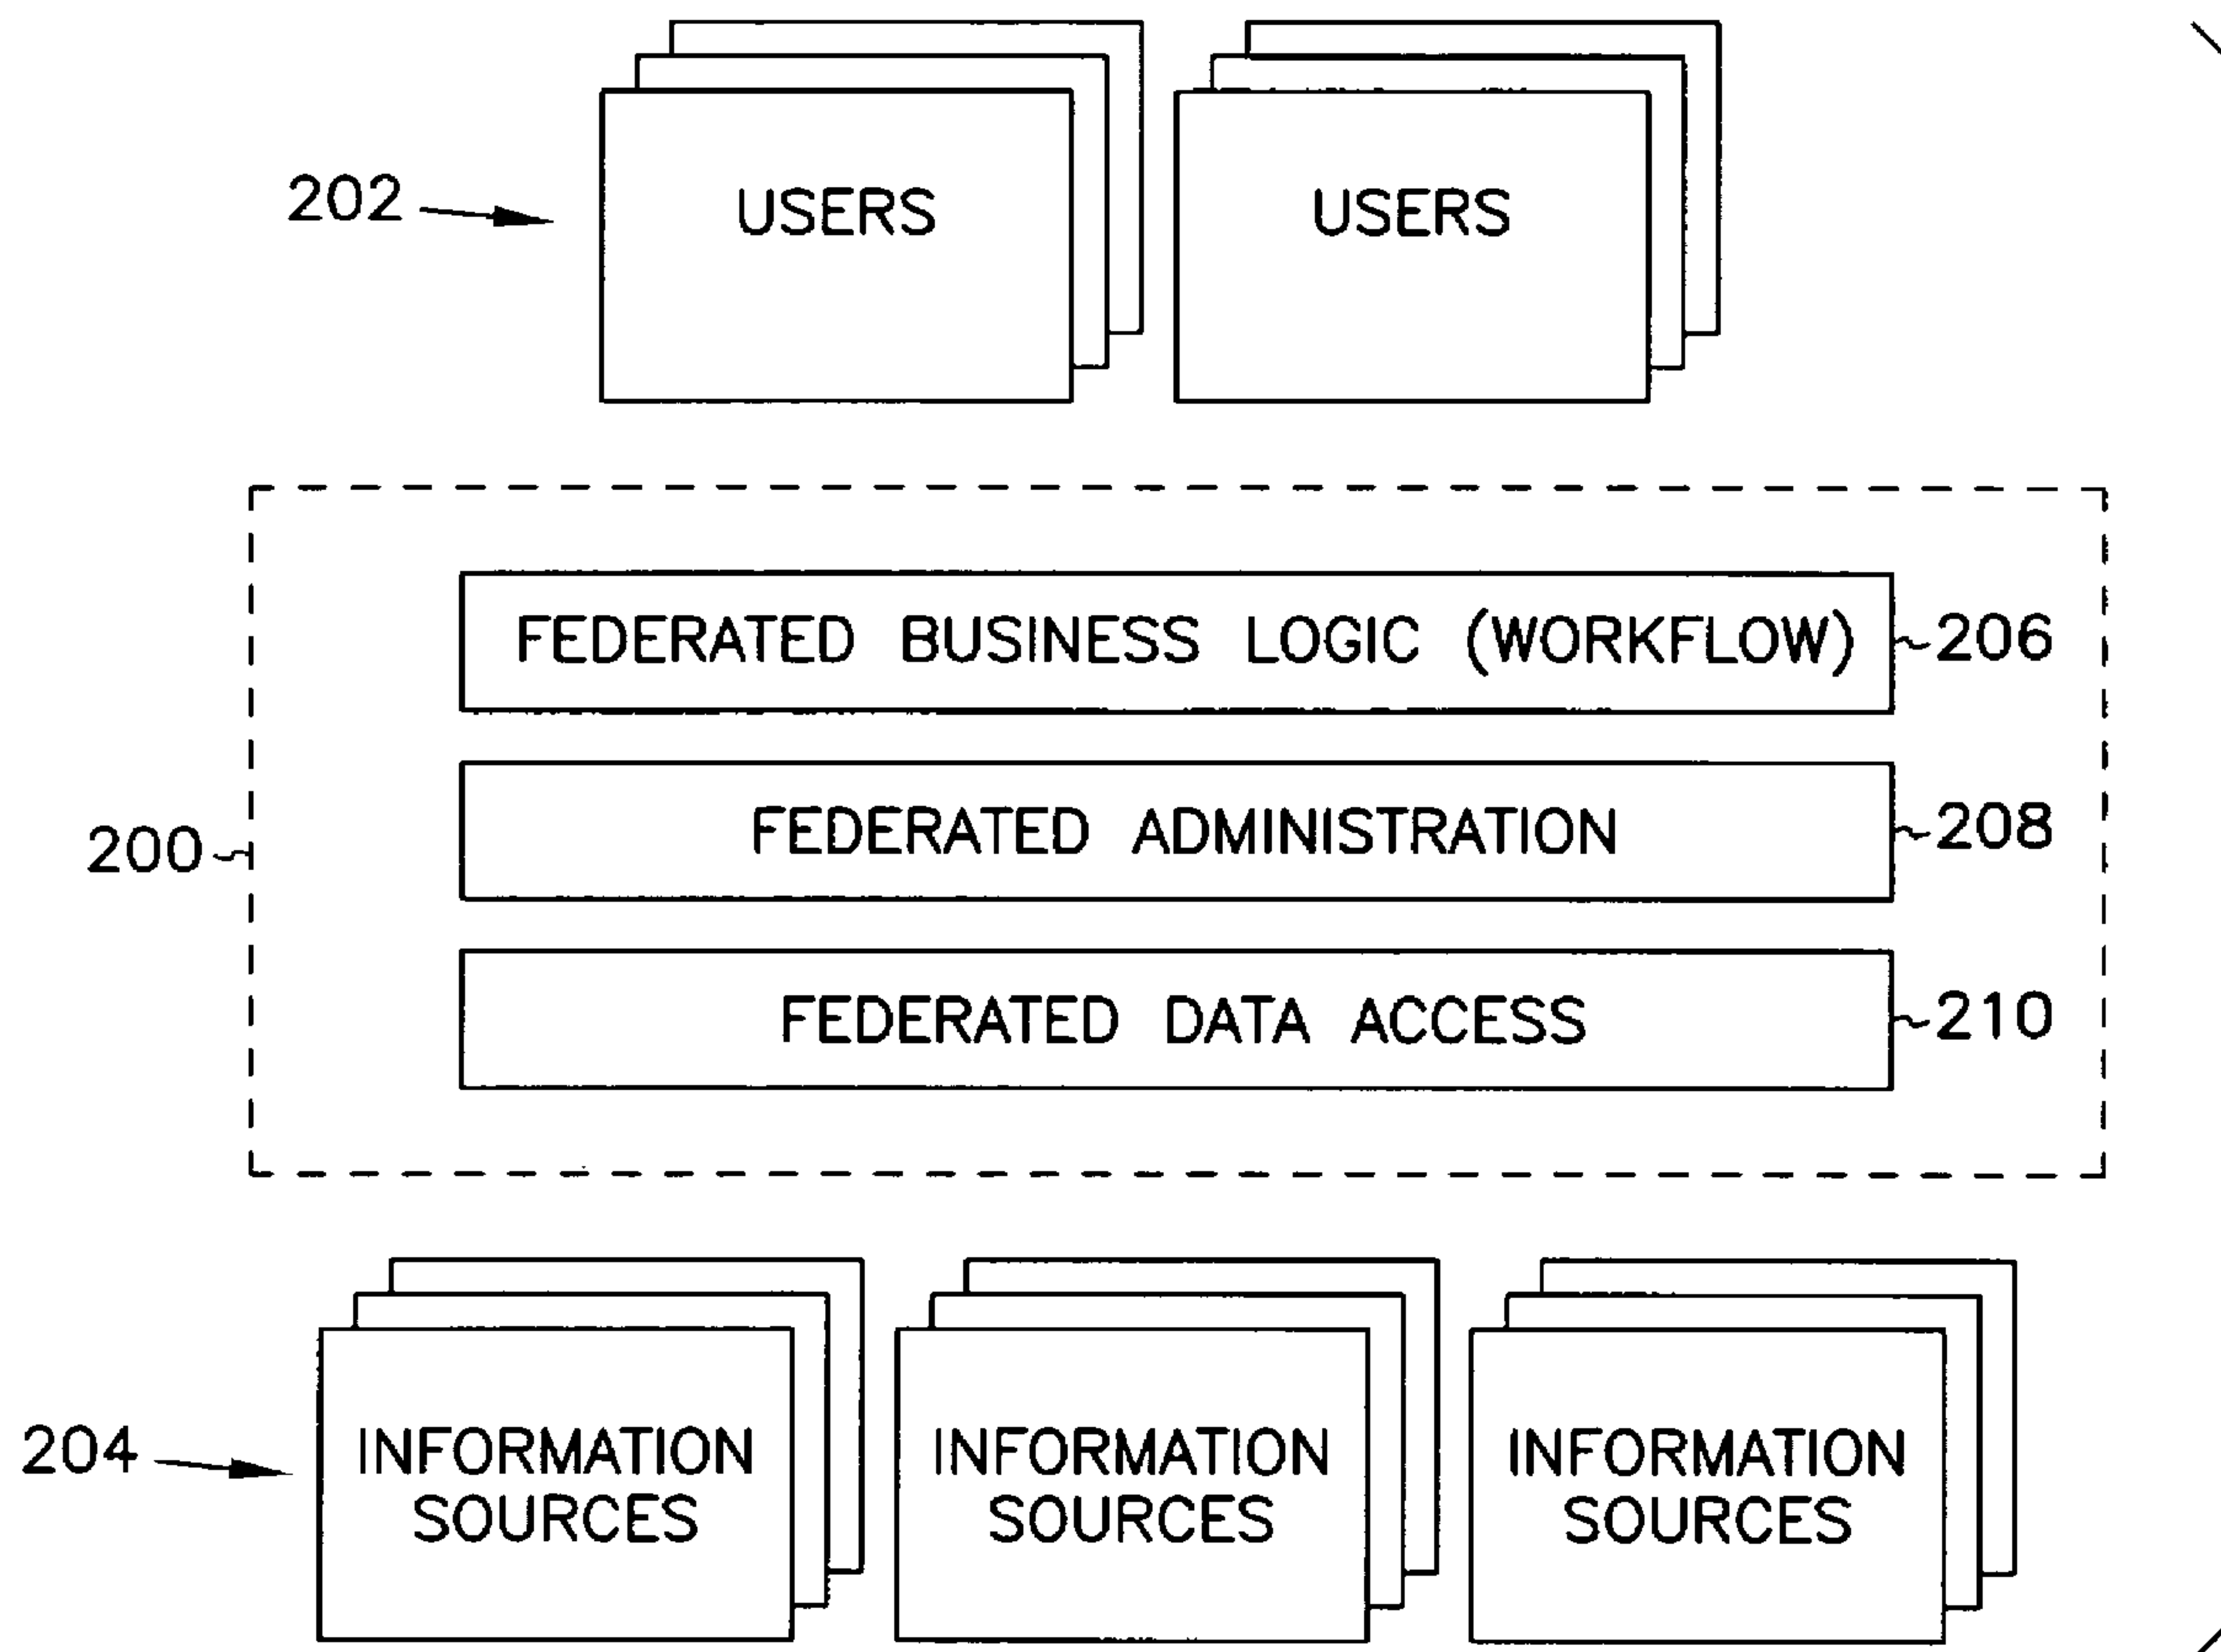 202
USERS
USERS
FEDERATED BUSINESS LOGIC (WORKFLOW)
206
200
FEDERATED ADMINISTRATION
208
FEDERATED DATA ACCESS
210
204
INFORMATION
SOURCES
INFORMATION
SOURCES
INFORMATION
SOURCES